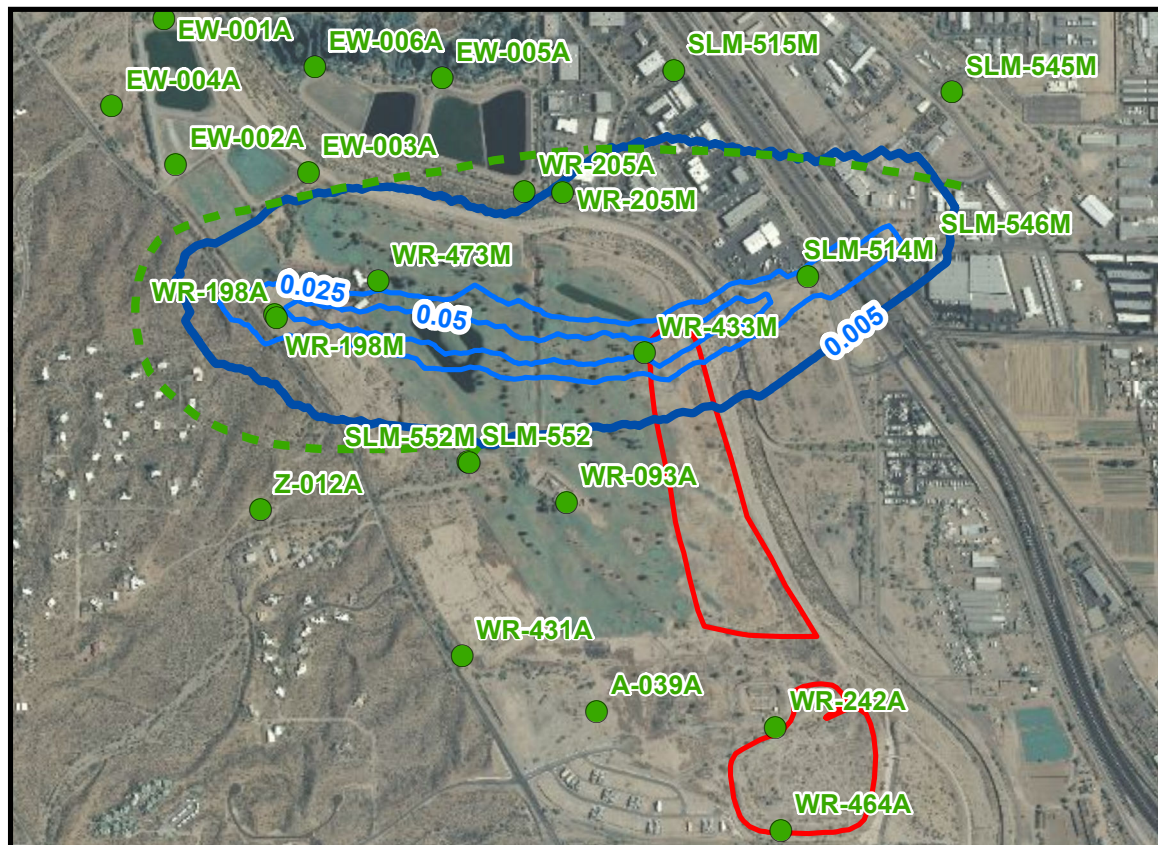 EW-001A
EW-006A
EW-005A
SLM-515M
SLM-545M
EW-004A
EW-002A
EW-003A
WR-205A
WR-205M
SLM-546M
WR-473M
SLM-514M
WR-198A
0.025
0.05
WR-433M
0.005
WR-198M
SLM-552M
SLM-552
Z-012A
WR-093A
WR-431A
A-039A
WR-242A
WR-464A